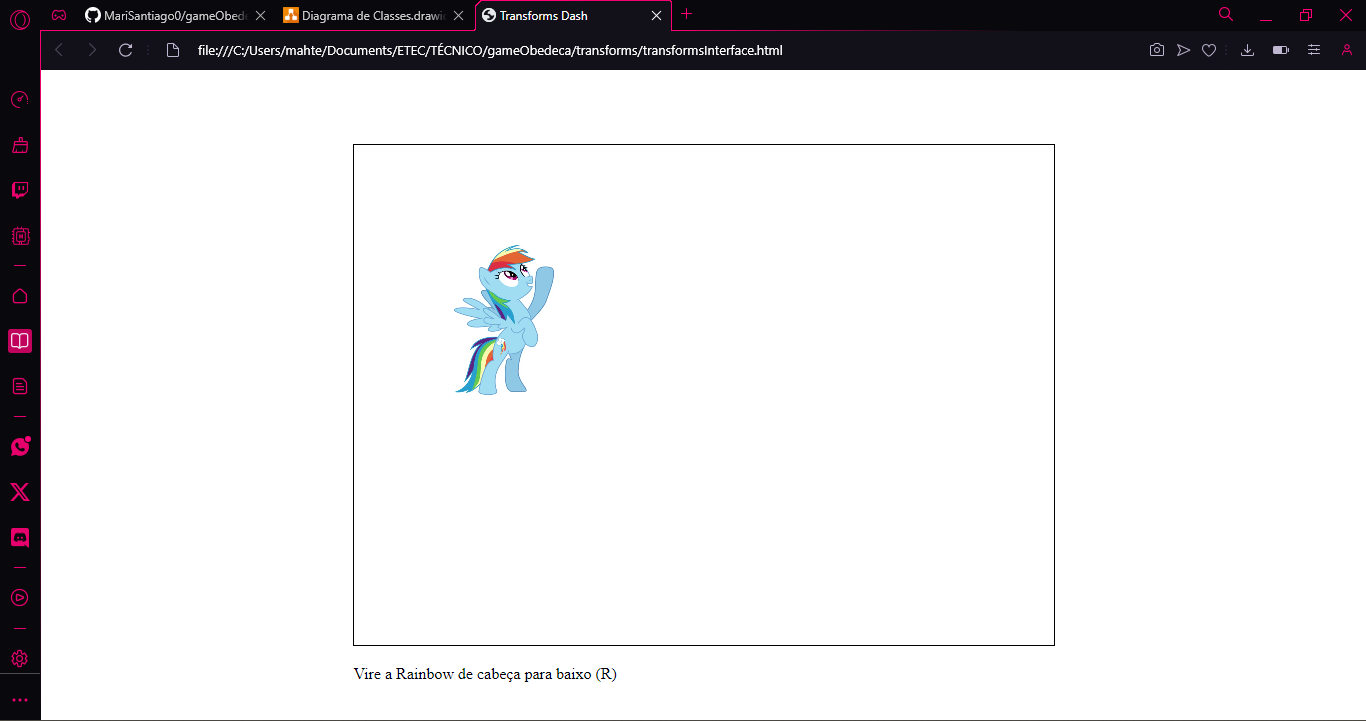 MariSantiago0/gameObede
Diagrama de Classes.drawi
Transforms Dash
file:///C:/Users/mahte/Documents/ETEC/TÉCNICO/gameObedeca/transforms/transformsInterface.html
Vire a Rainbow de cabeça para baixo (R)